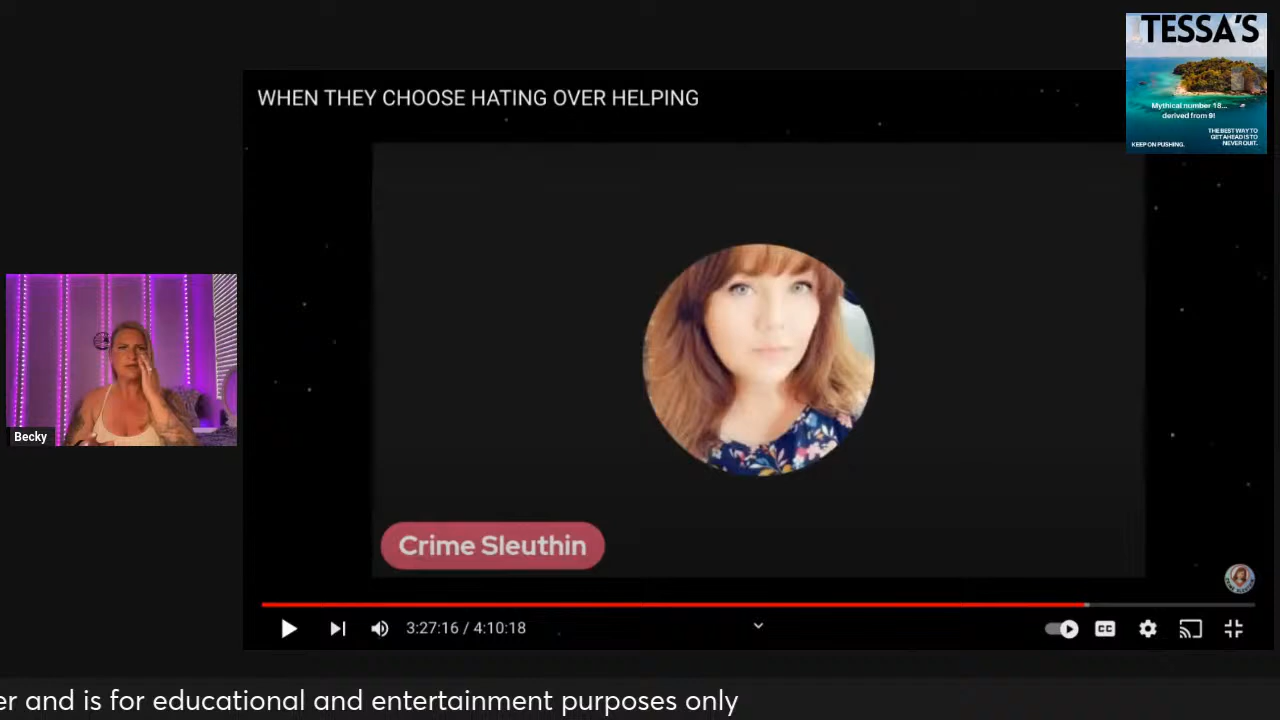 TESSA'S
WHEN THEY CHOOSE HATING OVER HELPING
Mythical number 18...
derived from 9!
THE BEST WAY TO
GET AHEAD IS TO
NEVER QUIT.
KEEP ON PUSHING.
Becky
Crime Sleuthin
3:27:16 / 4:10:18
CC
er and is for educational and entertainment purposes only